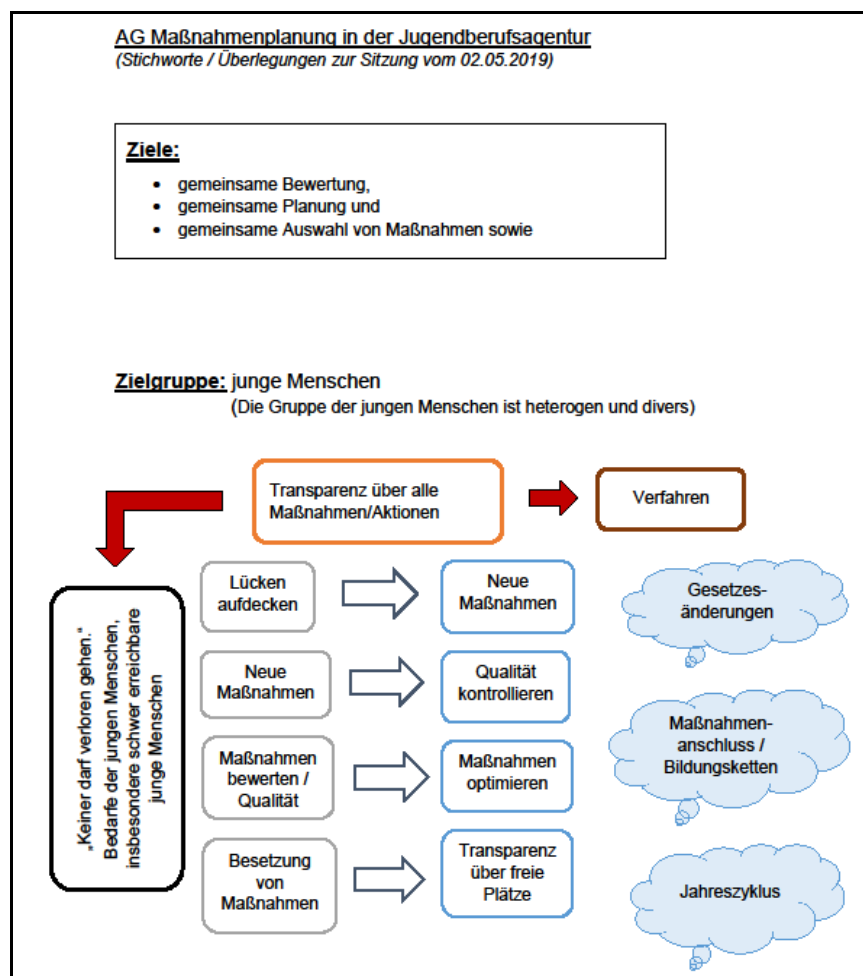 AG Maßnahmenplanung in der Jugendberufsagentur
(Stichworte / Überlegungen zur Sitzung vom 02.05.2019)
Ziele:
• gemeinsame Bewertung,
• gemeinsame Planung und
• gemeinsame Auswahl von Maßnahmen sowie
Zielgruppe: junge Menschen
(Die Gruppe der jungen Menschen ist heterogen und divers)
Transparenz über alle
Maßnahmen/Aktionen
Verfahren
„Keiner darf verloren gehen.“
Bedarfe der jungen Menschen,
insbesondere schwer erreichbare
junge Menschen
Lücken
aufdecken
Neue
Maßnahmen
Gesetzes-
änderungen
Neue
Maßnahmen
Qualität
kontrollieren
Maßnahmen-
anschluss /
Bildungsketten
Maßnahmen
bewerten /
Qualität
Maßnahmen
optimieren
Besetzung
von
Maßnahmen
Transparenz
über freie
Plätze
Jahreszyklus